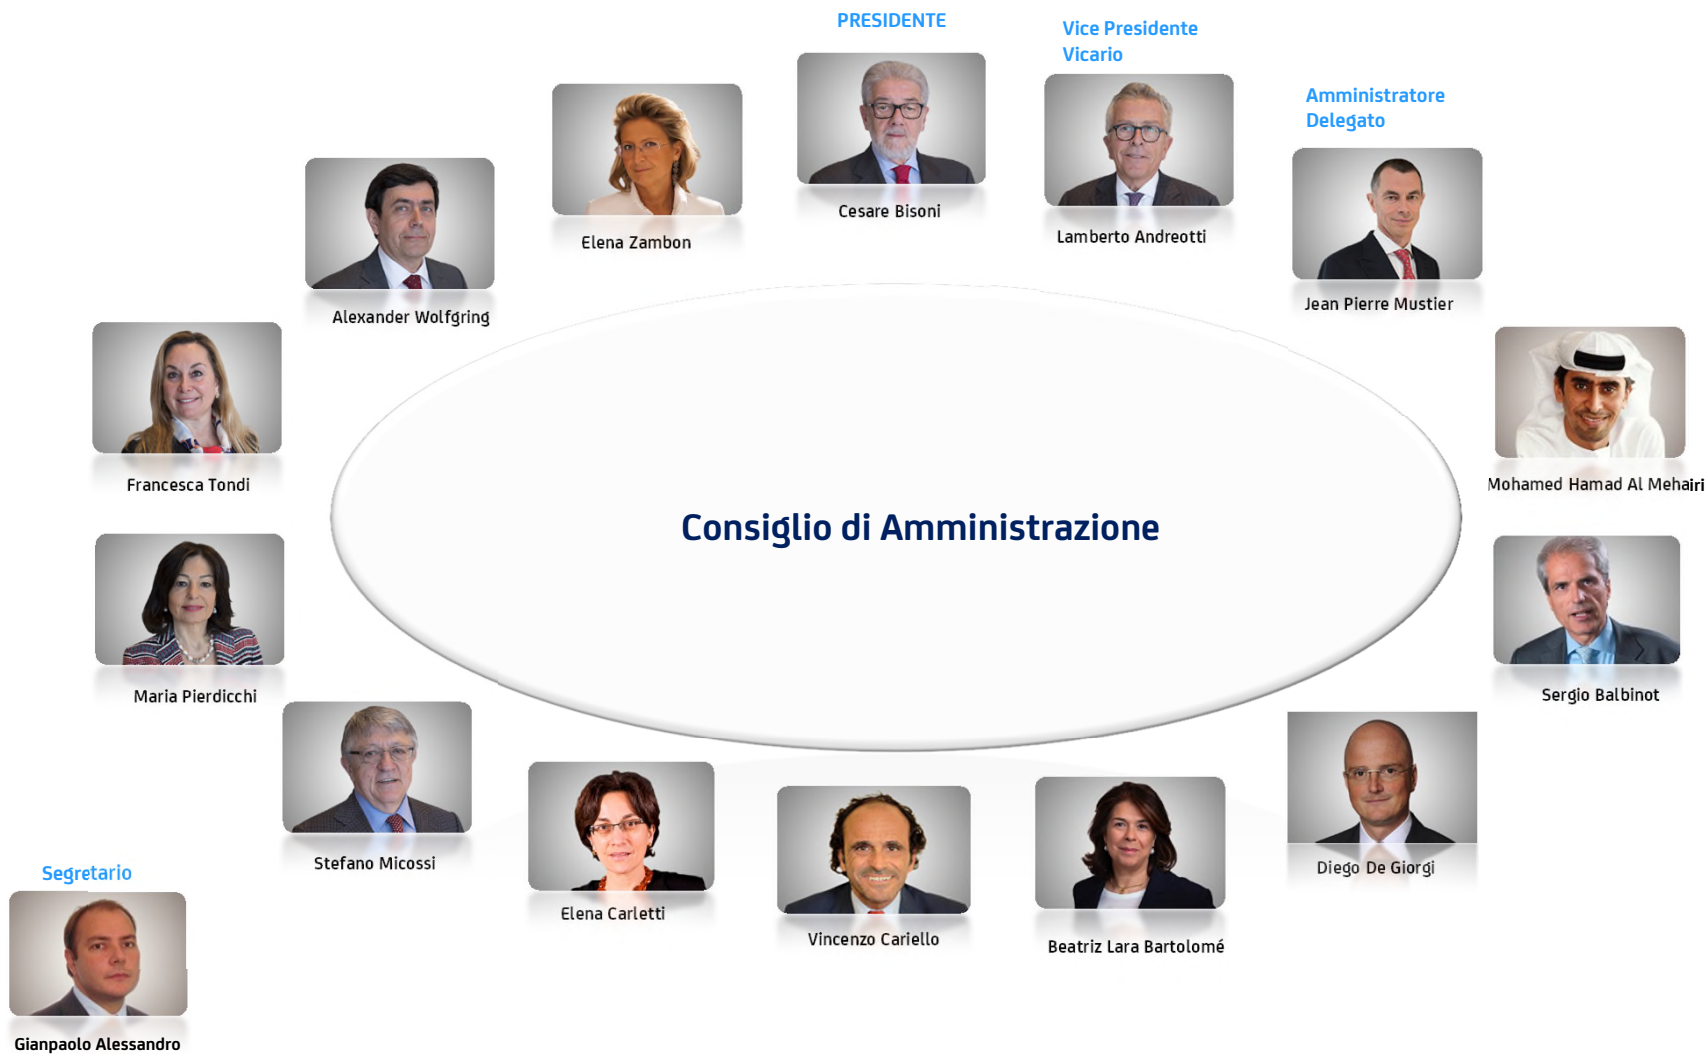 PRESIDENTE
Vice Presidente
Vicario
Amministratore
Delegato
Cesare Bisoni
Lamberto Andreotti
Elena Zambon
Jean Pierre Mustier
Alexander Wolfgring
Francesca Tondi
Mohamed Hamad Al Mehairi
Consiglio di Amministrazione
Maria Pierdicchi
Sergio Balbinot
Stefano Micossi
Diego De Giorgi
Segretario
Elena Carletti
Vincenzo Cariello
Beatriz Lara Bartolomé
Gianpaolo Alessandro